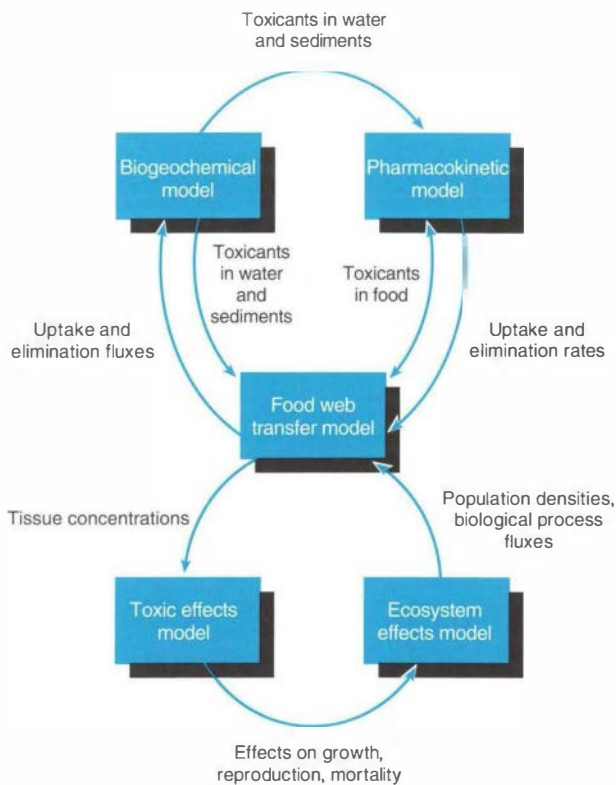 Toxicants in water
and sediments
Biogeochemical
model
Pharmacokinetic
model
Toxicants
in water
and
sediments
Toxicants
in food
Uptake and
elimination fluxes
Uptake and
elimination rates
Food web
transfer model
Tissue concentrations
Population densities,
biological process
fluxes
Toxic effects
model
Ecosystem
effects model
Effects on growth,
reproduction, mortality